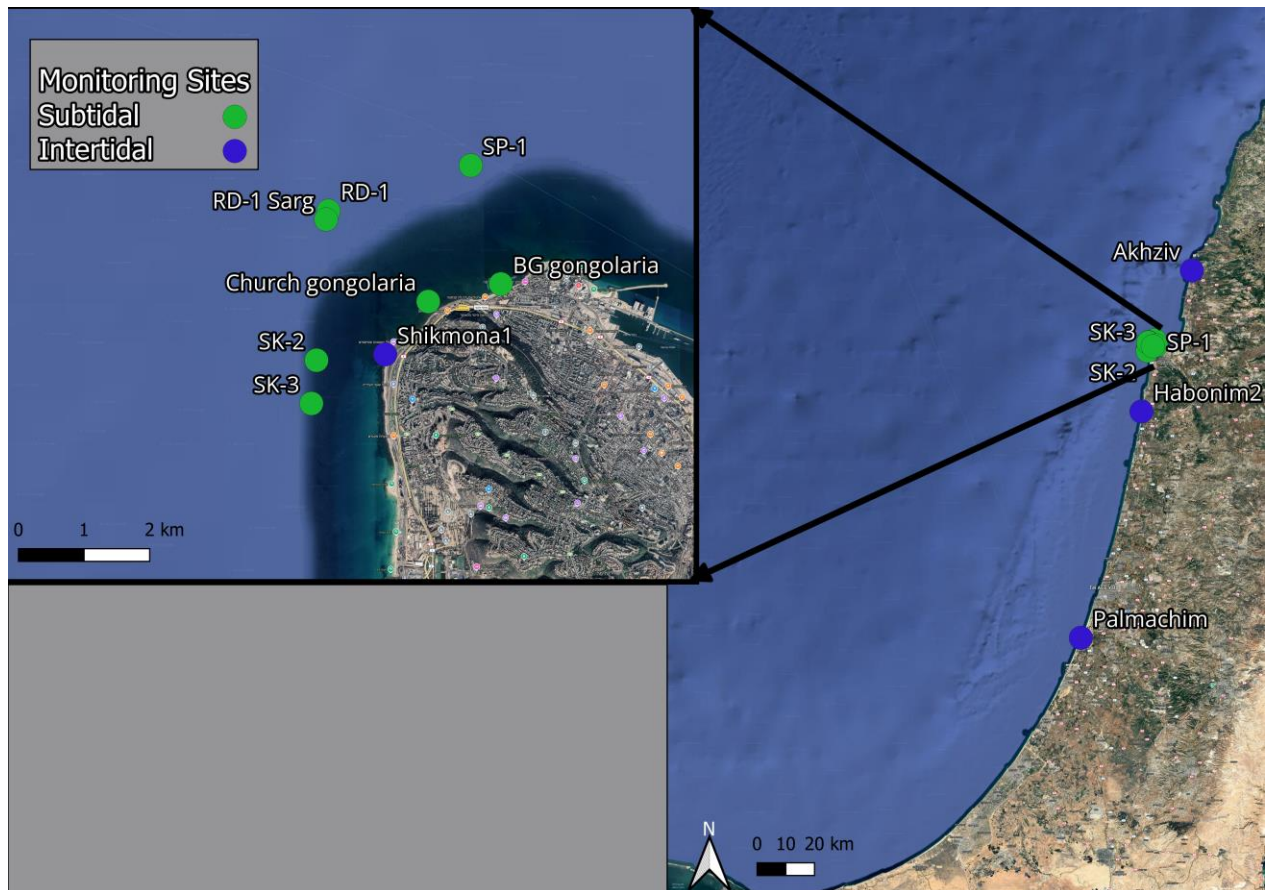 Monitoring Sites
Subtidal
Intertidal
SP-1
RD-1 Sarg
RD-1
Church gongolaria
BG gongolaria
SK-2
Shikmona1
SK-3
0 1 2 km
Akhziv
SK-3
SP-1
SK-2
Habonim2
Palmachim
N
0 10 20 km